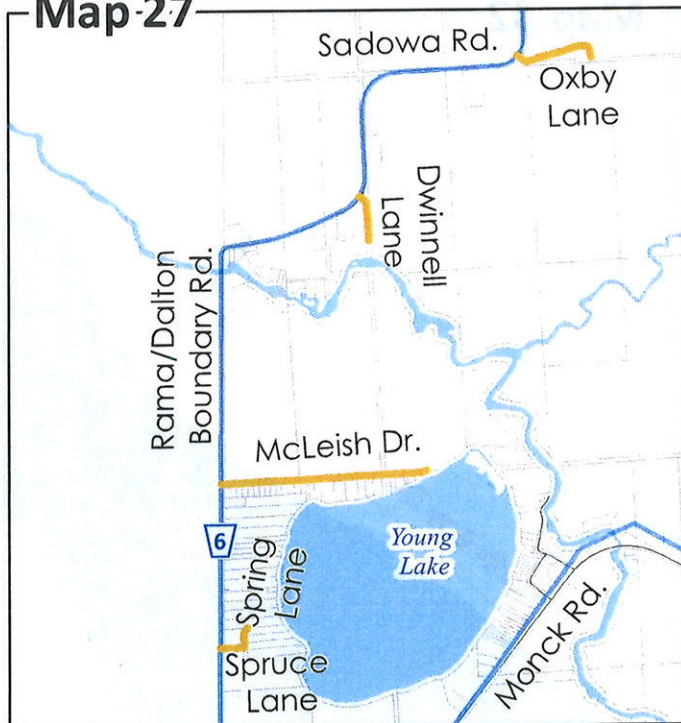 Map 27
Sadowa Rd.
Oxby
Lane
Dwinnell
Lane
Rama/Dalton
Boundary Rd.
McLeish Dr.
6
Young
Lake
Spring
Lane
Spruce
Lane
Monck Rd.